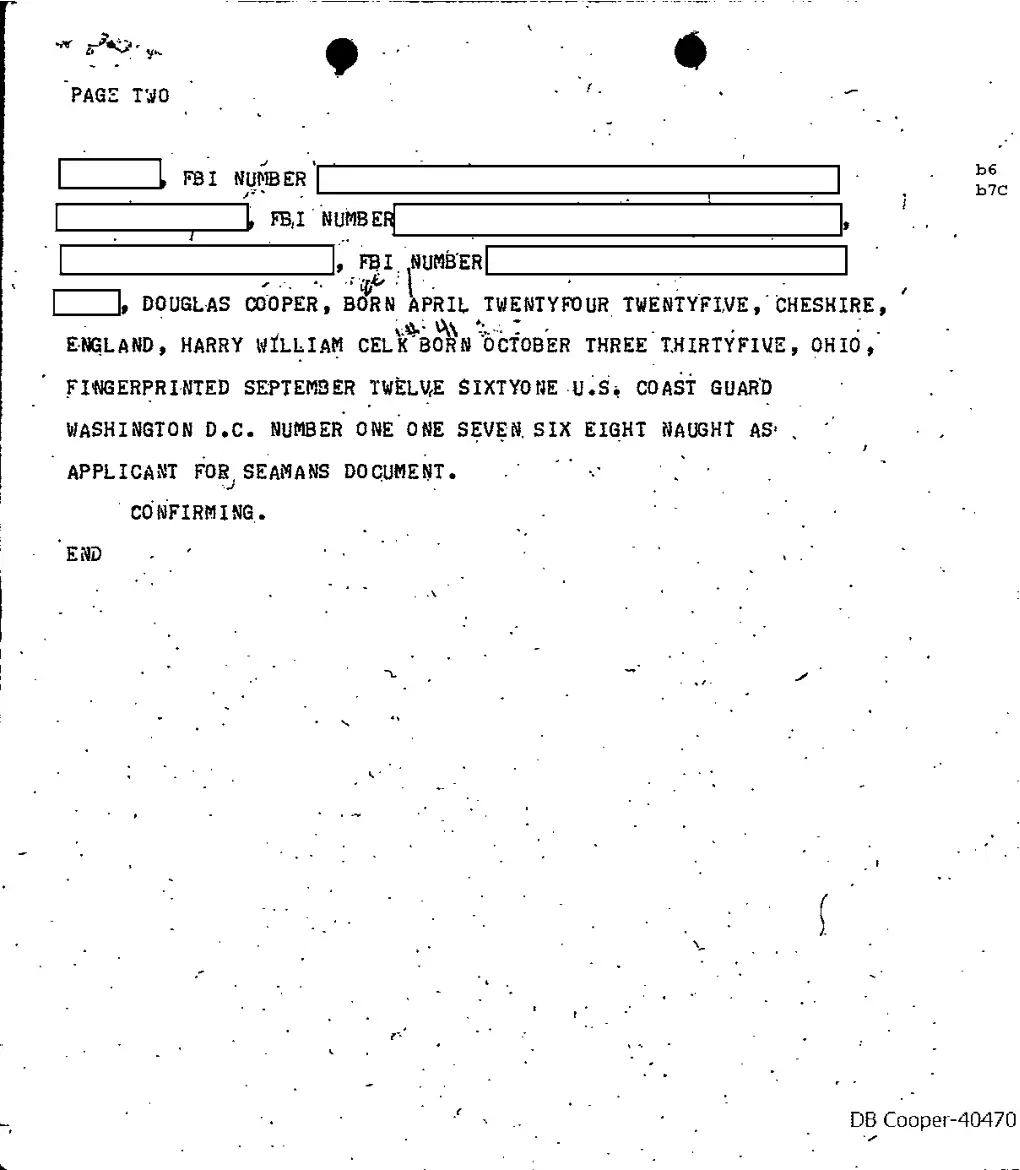 PAGE TWO
, FBI NUMBER
b6
b7C
, FBI NUMBER ,
, FBI NUMBER
, DOUGLAS COOPER, BORN APRIL TWENTYFOUR TWENTYFIVE, CHESHIRE,
ENGLAND, HARRY WILLIAM CELK BORN OCTOBER THREE THIRTYFIVE, OHIO,
FINGERPRINTED SEPTEMBER TWELVE SIXTYONE U.S. COAST GUARD
WASHINGTON D.C. NUMBER ONE ONE SEVEN SIX EIGHT NAUGHT AS
APPLICANT FOR SEAMANS DOCUMENT.
CONFIRMING.
END
DB Cooper-40470